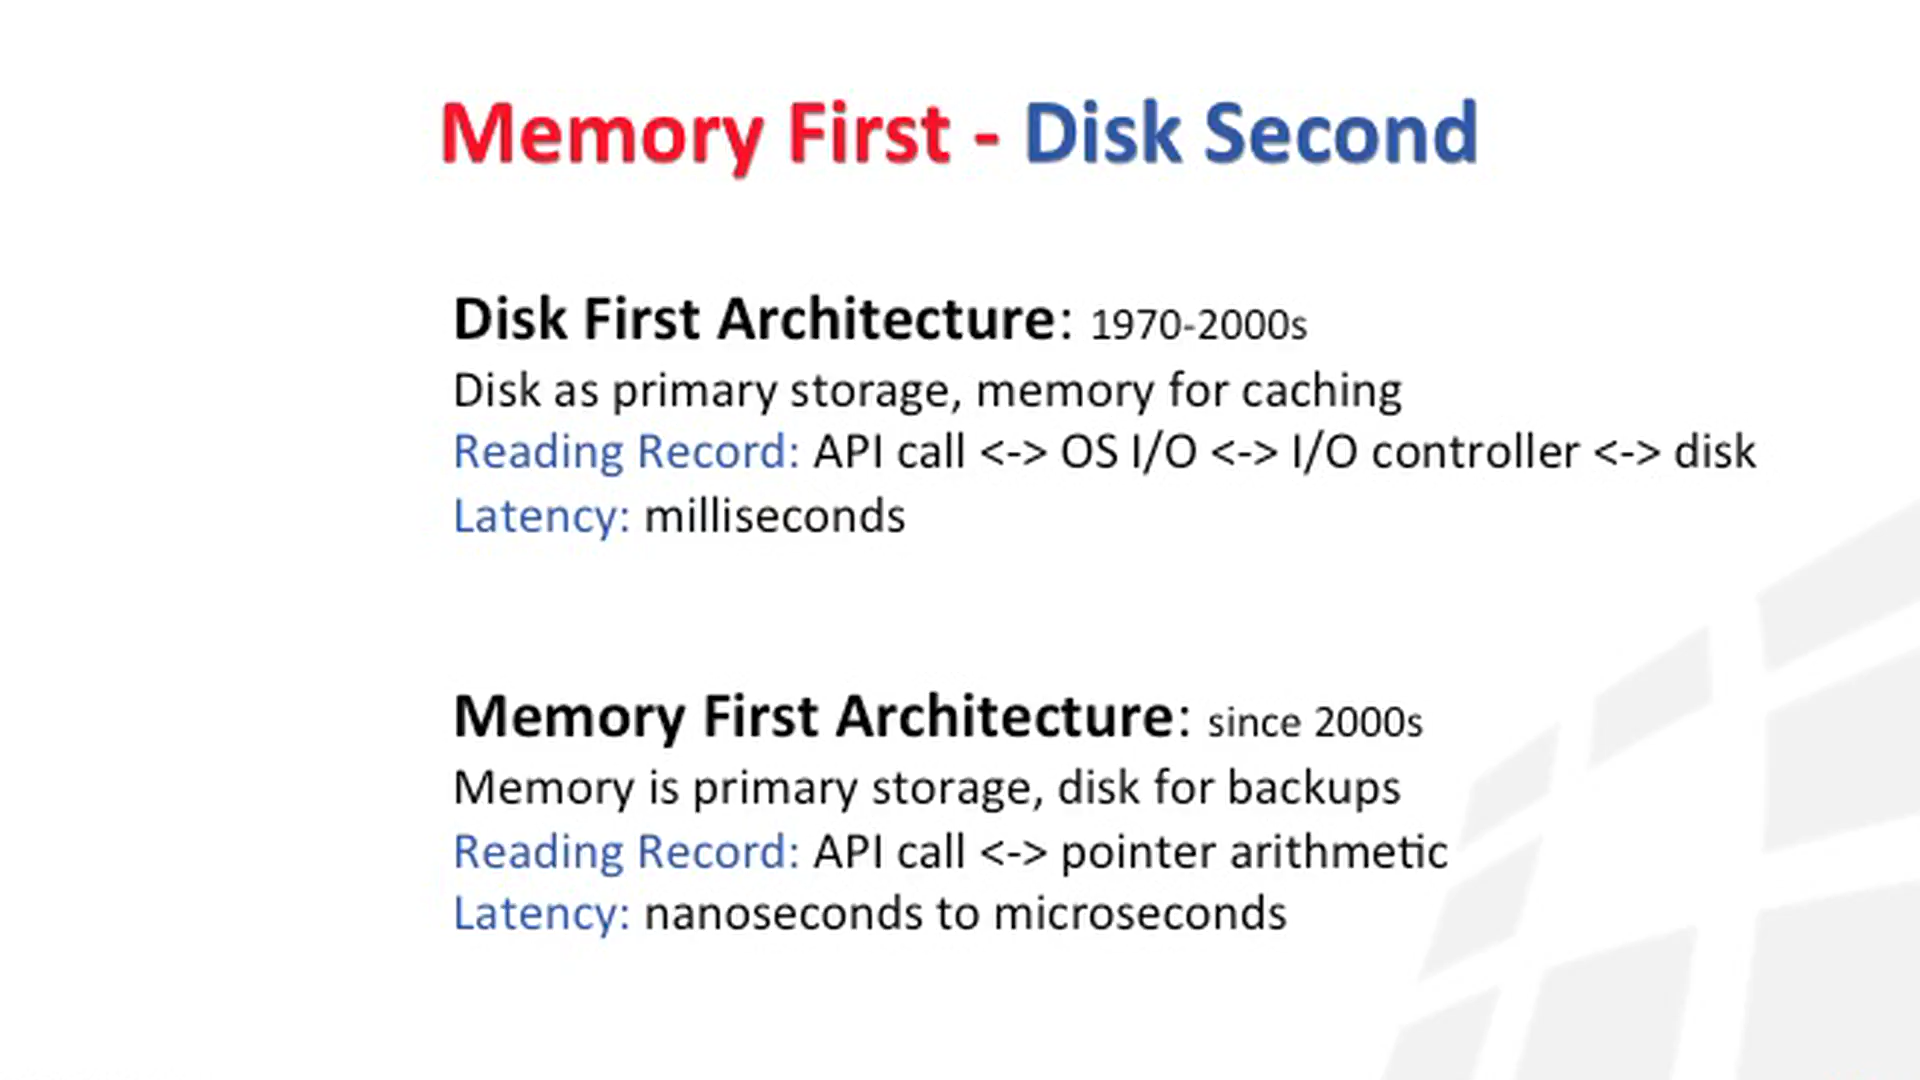 Memory First - Disk Second
Disk First Architecture: 1970-2000s
Disk as primary storage, memory for caching
Reading Record: API call <-> OS I/O <-> I/O controller <-> disk
Latency: milliseconds
Memory First Architecture: since 2000s
Memory is primary storage, disk for backups
Reading Record: API call <-> pointer arithmetic
Latency: nanoseconds to microseconds